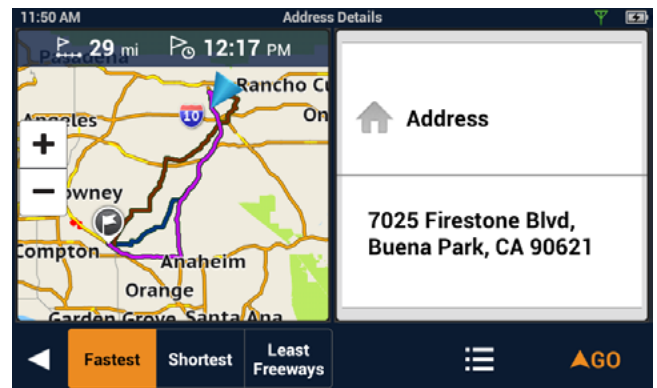 11:50 AM
Address Details
29 mi
12:17 PM
Pasadena
Rancho Cu
10
On
Angeles
+
−
owney
Compton
Anaheim
Orange
Garden Grove
Santa Ana
Address
7025 Firestone Blvd,
Buena Park, CA 90621
Fastest
Shortest
Least
Freeways
GO